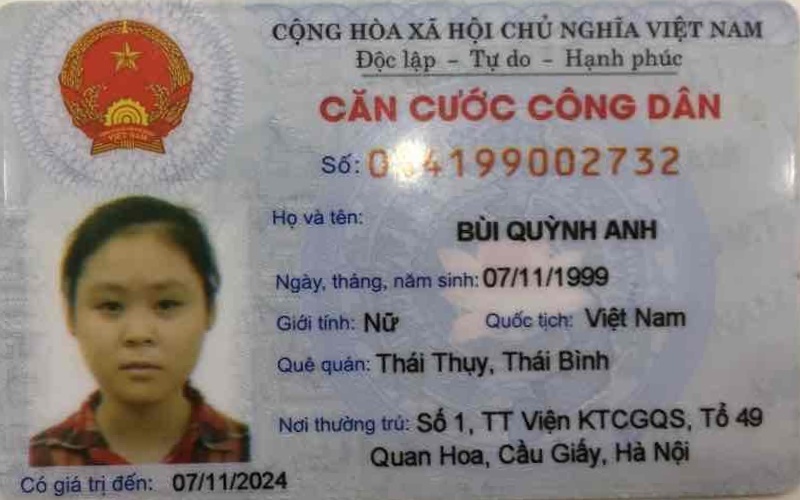 CỘNG HÒA XÃ HỘI CHỦ NGHĨA VIỆT NAM
Độc lập - Tự do - Hạnh phúc
CĂN CƯỚC CÔNG DÂN
VIỆT NAM
Số:
Họ và tên: BÙI QUỲNH ANH
Ngày, tháng, năm sinh: 07/11/1999
Giới tính: Nữ Quốc tịch: Việt Nam
Quê quán: Thái Thụy, Thái Bình
Nơi thường trú: Số 1, TT Viện KTCGQS, Tổ 49
Quan Hoa, Cầu Giấy, Hà Nội
Có giá trị đến: 07/11/2024